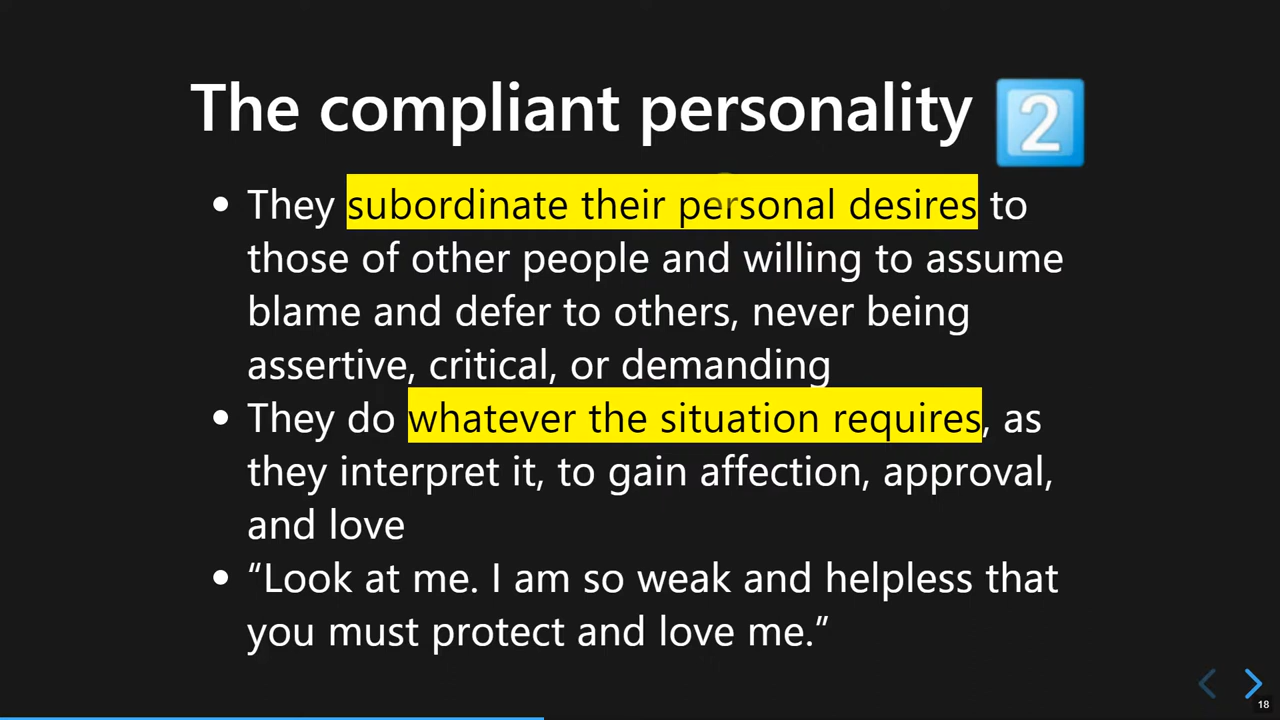 The compliant personality 2️⃣
• They subordinate their personal desires to
those of other people and willing to assume
blame and defer to others, never being
assertive, critical, or demanding
• They do whatever the situation requires, as
they interpret it, to gain affection, approval,
and love
• “Look at me. I am so weak and helpless that
you must protect and love me.”
18